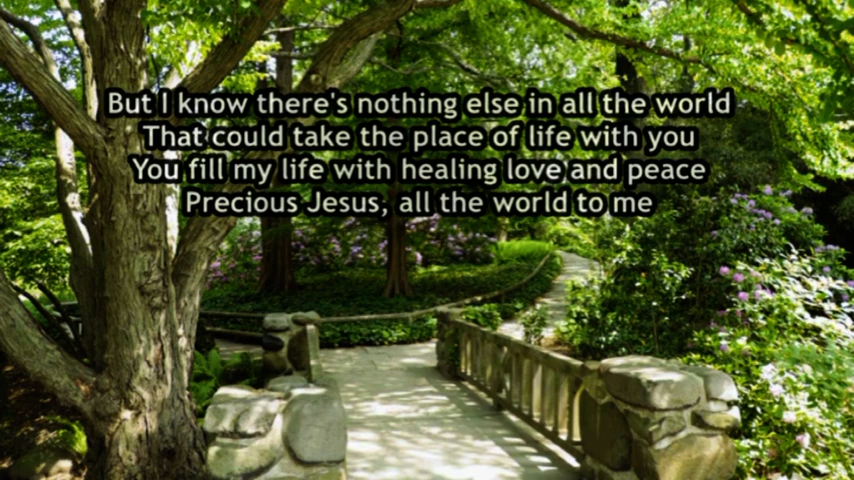 But I know there's nothing else in all the world
That could take the place of life with you
You fill my life with healing love and peace
Precious Jesus, all the world to me